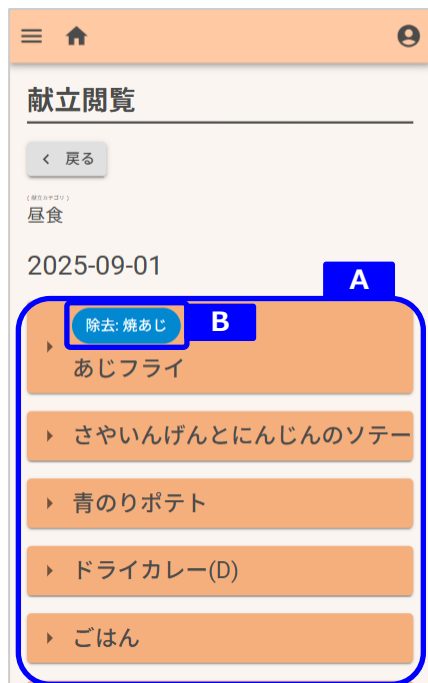 献立閲覧
戻る
(献立カテゴリ)
昼食
2025-09-01
A
除去: 焼あじ
B
あじフライ
さやいんげんとにんじんのソテー
青のりポテト
ドライカレー(D)
ごはん